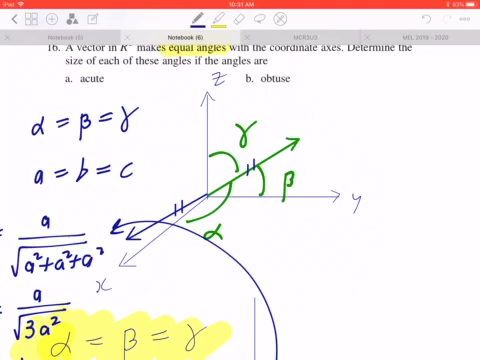 10:31 AM
83%
Notebook (5)
Notebook (6)
MCR3U3
MEL 2019 - 2020
16. A vector in R³ makes equal angles with the coordinate axes. Determine the
size of each of these angles if the angles are
a. acute b. obtuse
z
α = β = γ
γ
a = b = c
β
y
α
= a / √a²+a²+a²
x
= a / √3a²
α = β = γ